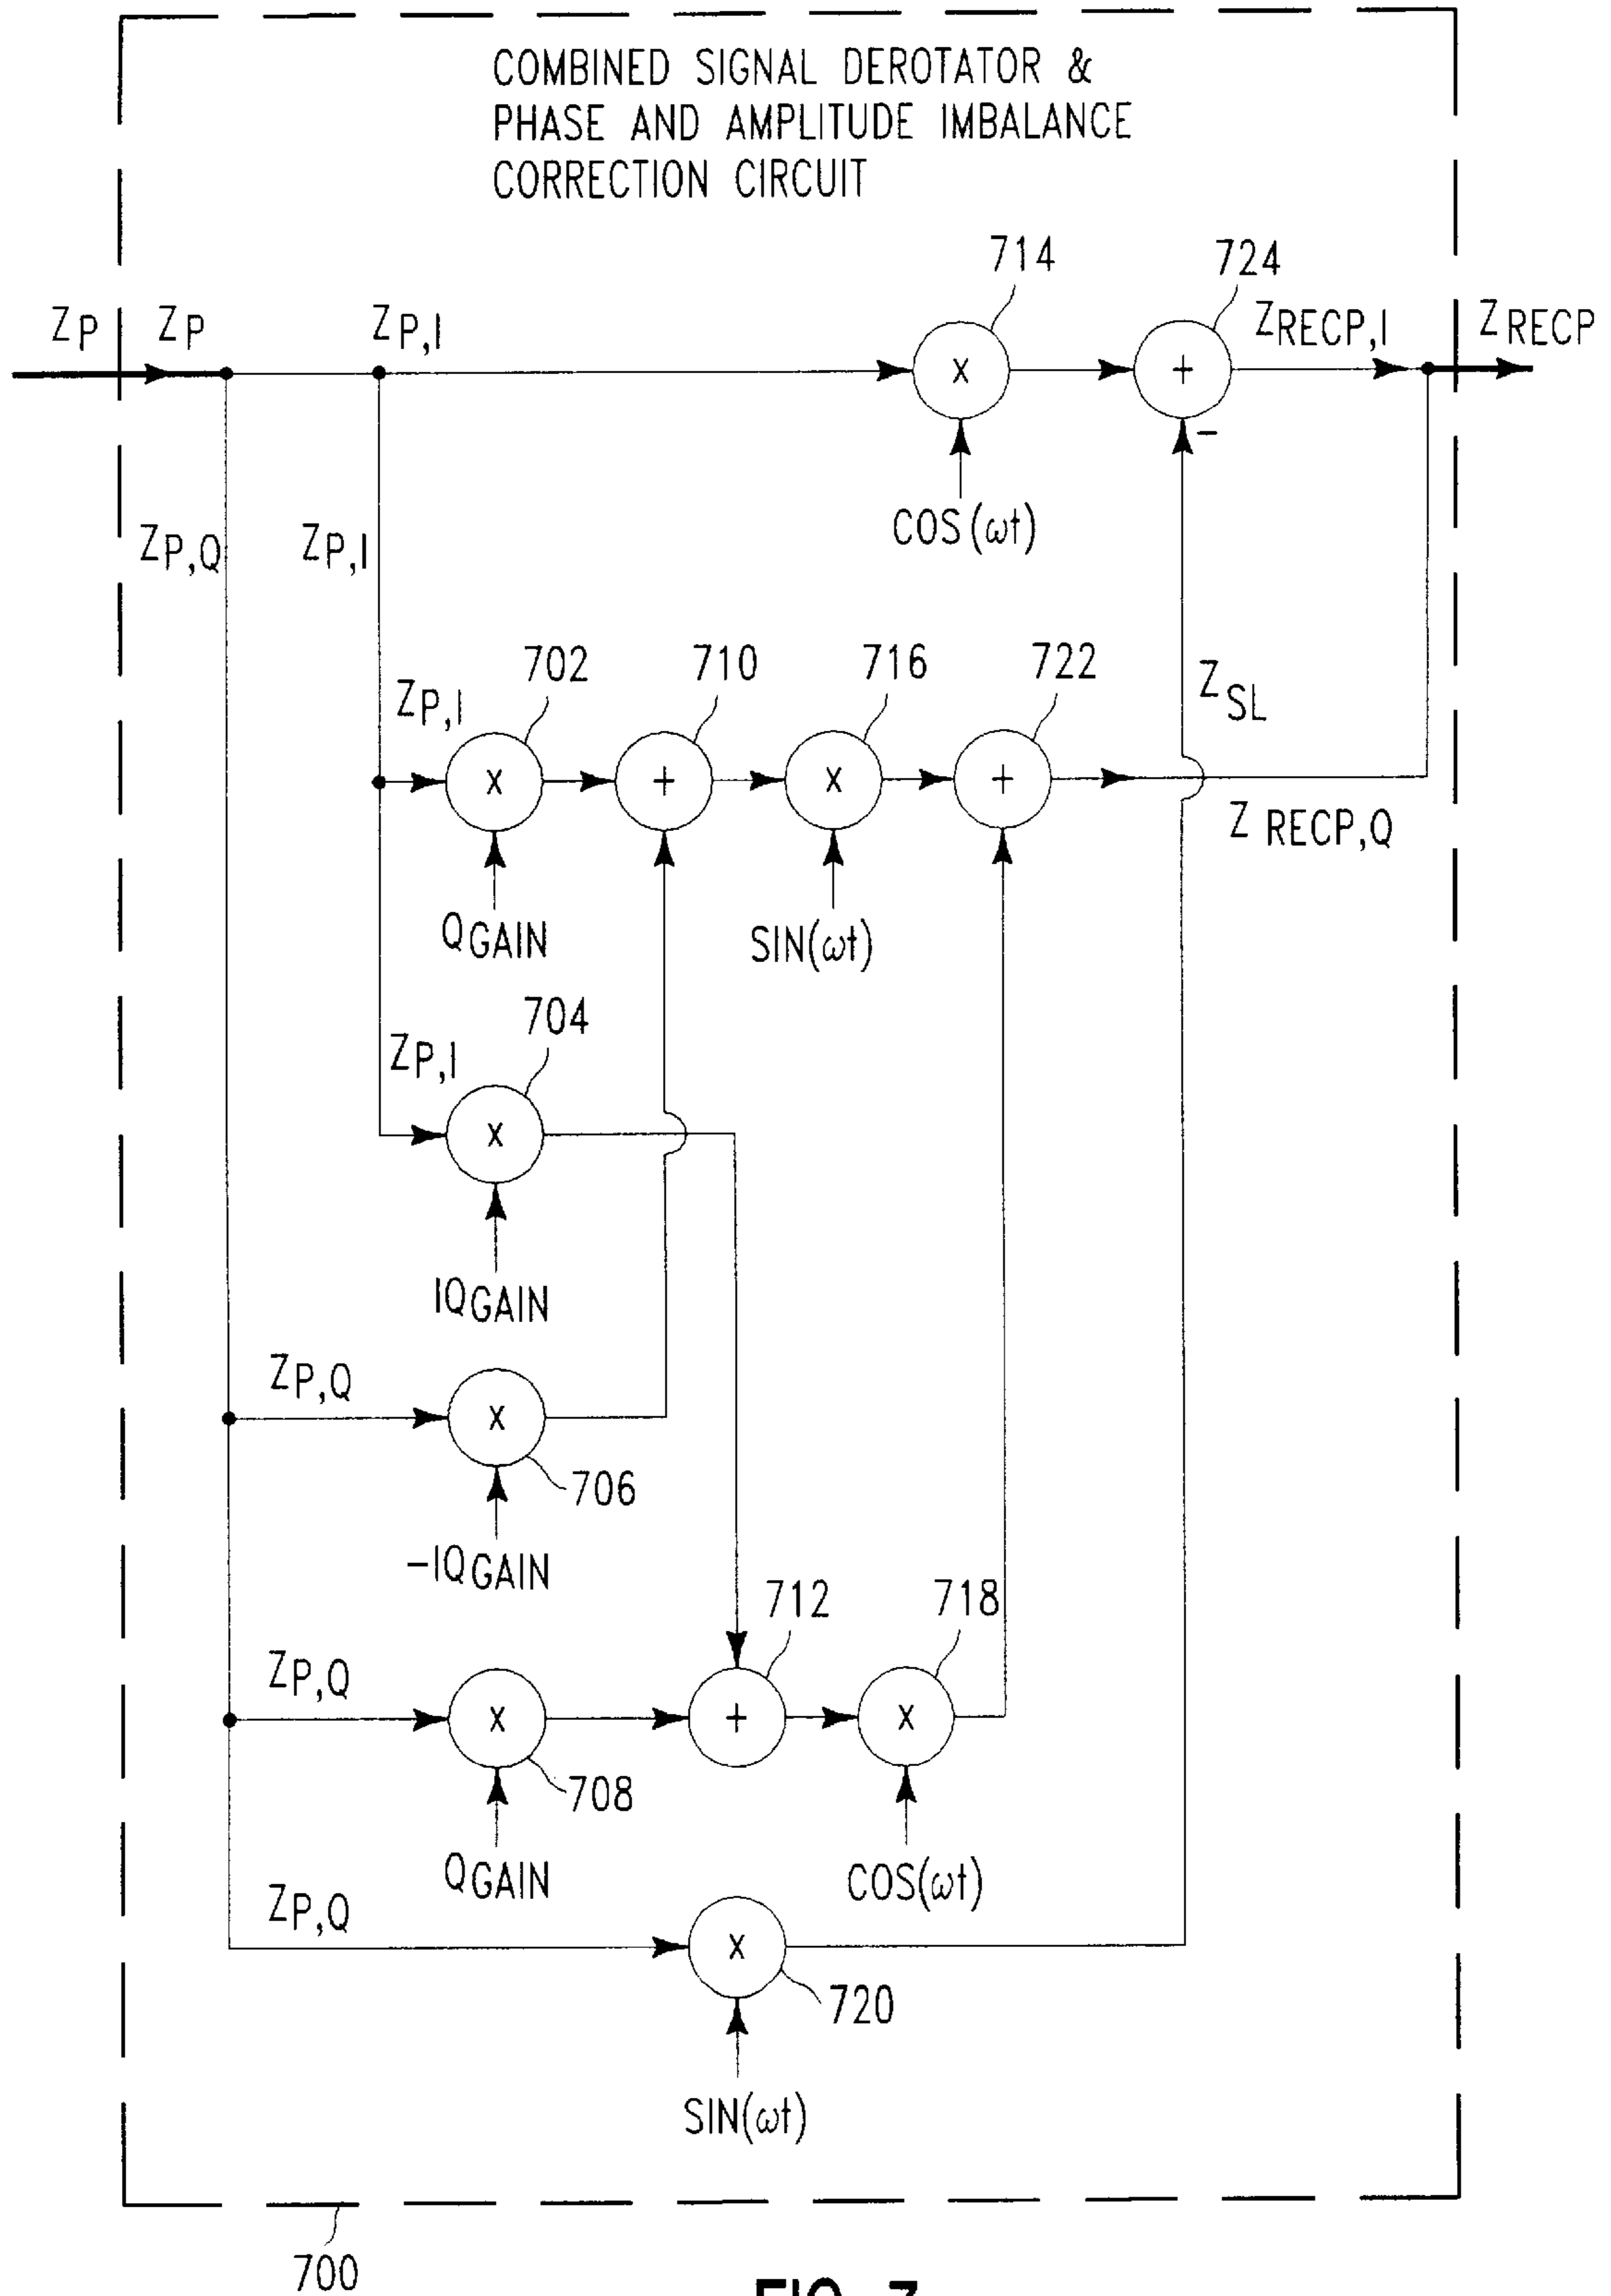 COMBINED SIGNAL DEROTATOR &
PHASE AND AMPLITUDE IMBALANCE
CORRECTION CIRCUIT
714
724
ZP
ZP
ZP,I
ZRECP,I
ZRECP
x
+
-
COS(ωt)
ZP,Q
ZP,I
702
710
716
722
ZSL
ZP,I
x
+
x
+
Z RECP,Q
QGAIN
SIN(ωt)
704
ZP,I
x
IQGAIN
ZP,Q
x
706
-IQGAIN
712
718
ZP,Q
x
+
x
708
QGAIN
COS(ωt)
ZP,Q
x
720
SIN(ωt)
700